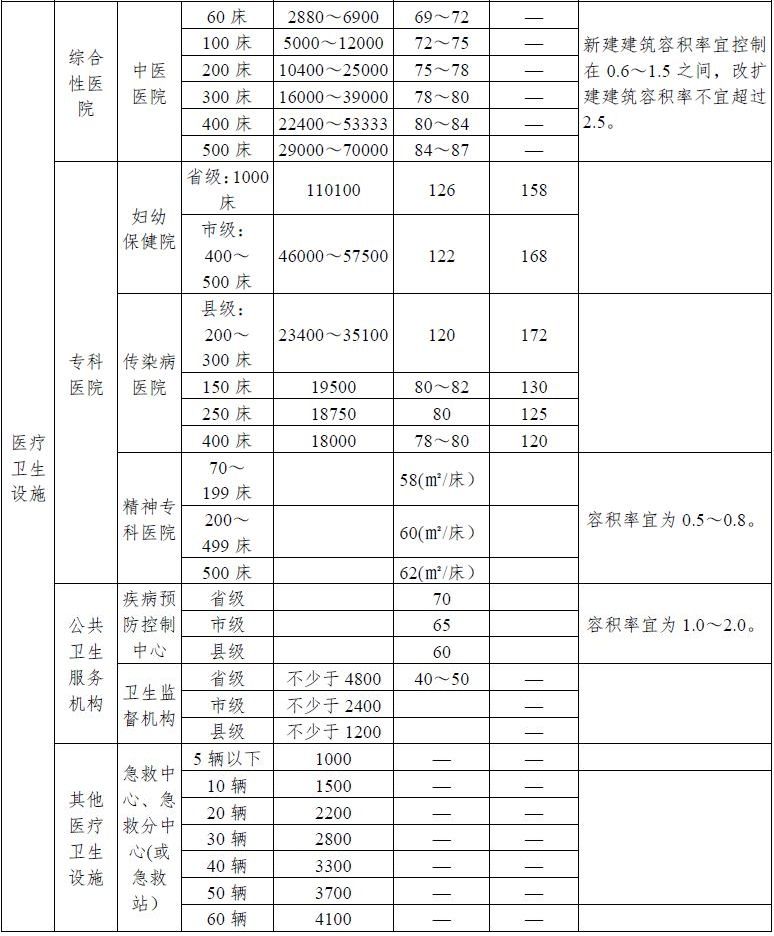 医疗
卫生
设施
综合
性医
院
中医
医院
60 床 2880～6900 69～72 —
100 床 5000～12000 72～75 —
200 床 10400～25000 75～78 —
300 床 16000～39000 78～80 —
400 床 22400～53333 80～84 —
500 床 29000～70000 84～87 —
新建建筑容积率宜控制
在 0.6～1.5 之间，改扩
建建筑容积率不宜超过
2.5。
专科
医院
妇幼
保健院
省级：1000
床
110100 126 158
市级：
400～
500 床
46000～57500 122 168
传染病
医院
县级：
200～
300 床
23400～35100 120 172
150 床 19500 80～82 130
250 床 18750 80 125
400 床 18000 78～80 120
精神专
科医院
70～
199 床
58(㎡/床）
200～
499 床
60(㎡/床）
500 床 62(㎡/床）
容积率宜为 0.5～0.8。
公共
卫生
服务
机构
疾病预
防控制
中心
省级 70
市级 65
县级 60
容积率宜为 1.0～2.0。
卫生监
督机构
省级 不少于 4800 40～50 —
市级 不少于 2400 —
县级 不少于 1200 —
其他
医疗
卫生
设施
急救中
心、急
救分中
心(或
急救
站）
5 辆以下 1000 — —
10 辆 1500 — —
20 辆 2200 — —
30 辆 2800 — —
40 辆 3300 — —
50 辆 3700 — —
60 辆 4100 — —